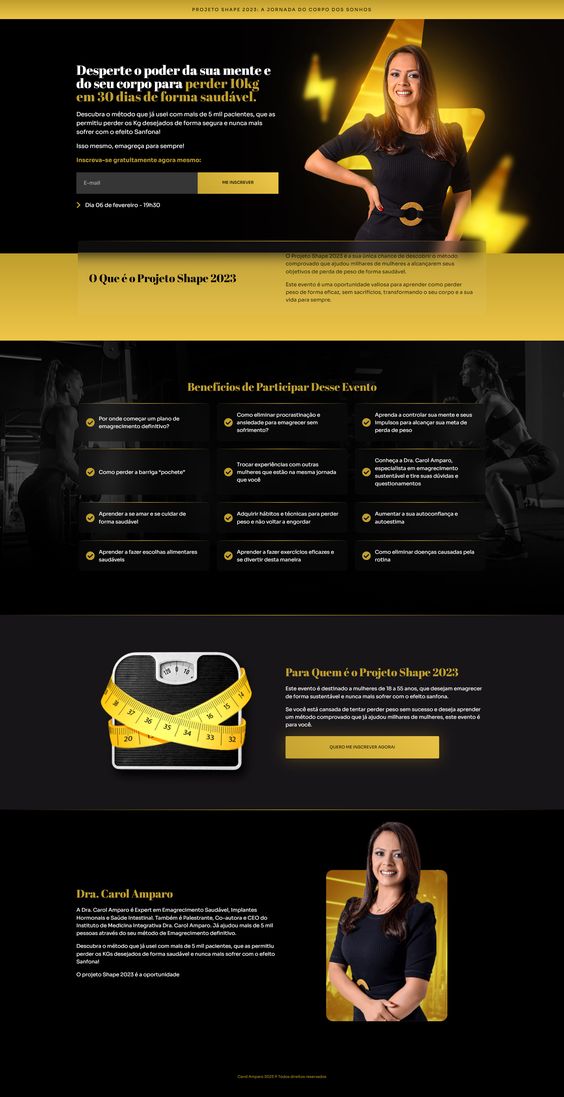 PROJETO SHAPE 2023: A JORNADA DO CORPO DOS SONHOS
Desperte o poder da sua mente e
do seu corpo para perder 10kg
em 30 dias de forma saudável.
Descubra o método que já usei com mais de 5 mil pacientes, que as
permitiu perder os Kg desejados de forma segura e nunca mais
sofrer com o efeito Sanfona!
Isso mesmo, emagreça para sempre!
Inscreva-se gratuitamente agora mesmo:
E-mail
ME INSCREVER
Dia 06 de fevereiro - 19h30
O Que é o Projeto Shape 2023
O Projeto Shape 2023 é a sua única chance de descobrir o método
comprovado que ajudou milhares de mulheres a alcançarem seus
objetivos de perda de peso de forma saudável.
Este evento é uma oportunidade valiosa para aprender como perder
peso de forma eficaz, sem sacrifícios, transformando o seu corpo e a sua
vida para sempre.
Benefícios de Participar Desse Evento
Por onde começar um plano de
emagrecimento definitivo?
Como eliminar procrastinação e
ansiedade para emagrecer sem
sofrimento?
Aprenda a controlar sua mente e seus
impulsos para alcançar sua meta de
perda de peso
Como perder a barriga "pochete"
Trocar experiências com outras
mulheres que estão na mesma jornada
que você
Conheça a Dra. Carol Amparo,
especialista em emagrecimento
sustentável e tire suas dúvidas e
questionamentos
Aprender a se amar e se cuidar de
forma saudável
Adquirir hábitos e técnicas para perder
peso e não voltar a engordar
Aumentar a sua autoconfiança e
autoestima
Aprender a fazer escolhas alimentares
saudáveis
Aprender a fazer exercícios eficazes e
se divertir desta maneira
Como eliminar doenças causadas pela
rotina
Para Quem é o Projeto Shape 2023
Este evento é destinado a mulheres de 18 a 55 anos, que desejam emagrecer
de forma sustentável e nunca mais sofrer com o efeito sanfona.
Se você está cansada de tentar perder peso sem sucesso e deseja aprender
um método comprovado que já ajudou milhares de mulheres, este evento é
para você.
QUERO ME INSCREVER AGORA!
38
37
36
35
34
16
15
14
20
33
32
Dra. Carol Amparo
A Dra. Carol Amparo é Expert em Emagrecimento Saudável, Implantes
Hormonais e Saúde Intestinal. Também é Palestrante, Co-autora e CEO do
Instituto de Medicina Integrativa Dra. Carol Amparo. Já ajudou mais de 5 mil
pessoas através do seu método de Emagrecimento definitivo.
Descubra o método que já usei com mais de 5 mil pacientes, que as permitiu
perder os KGs desejados de forma saudável e nunca mais sofrer com o efeito
Sanfona!
O projeto Shape 2023 é a oportunidade
Carol Amparo 2023 © Todos direitos reservados